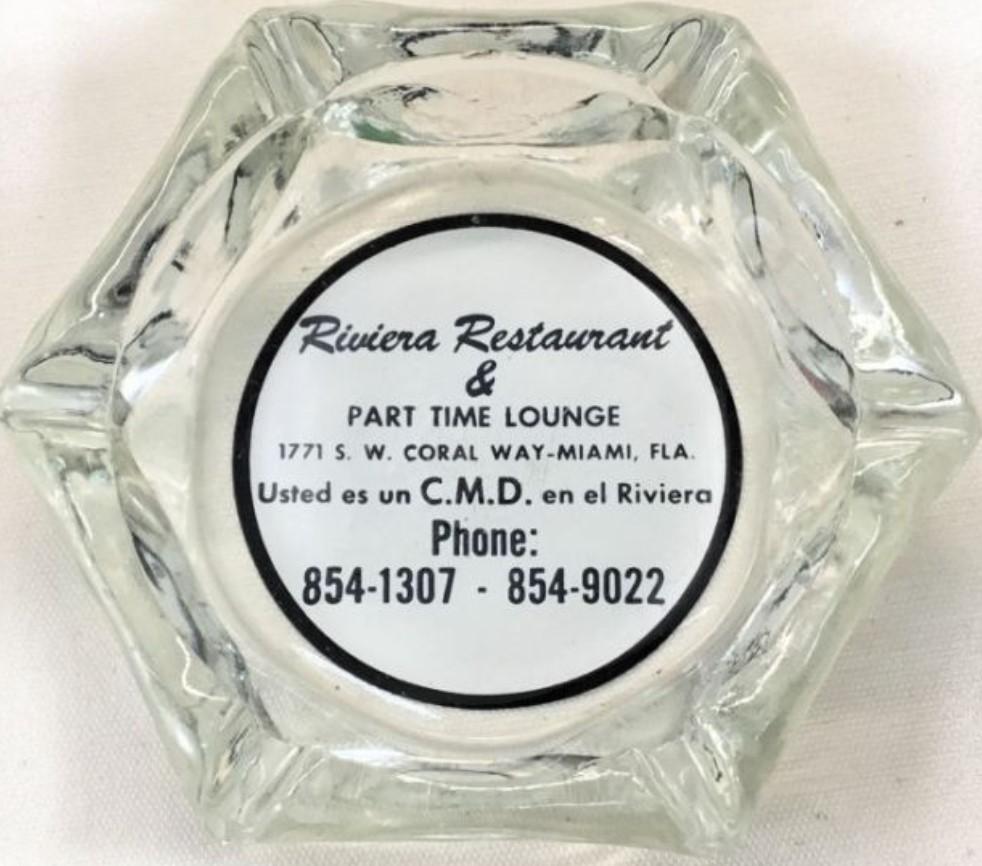 Riviera Restaurant
&
PART TIME LOUNGE
1771 S. W. CORAL WAY-MIAMI, FLA.
Usted es un C.M.D. en el Riviera
Phone:
854-1307 - 854-9022